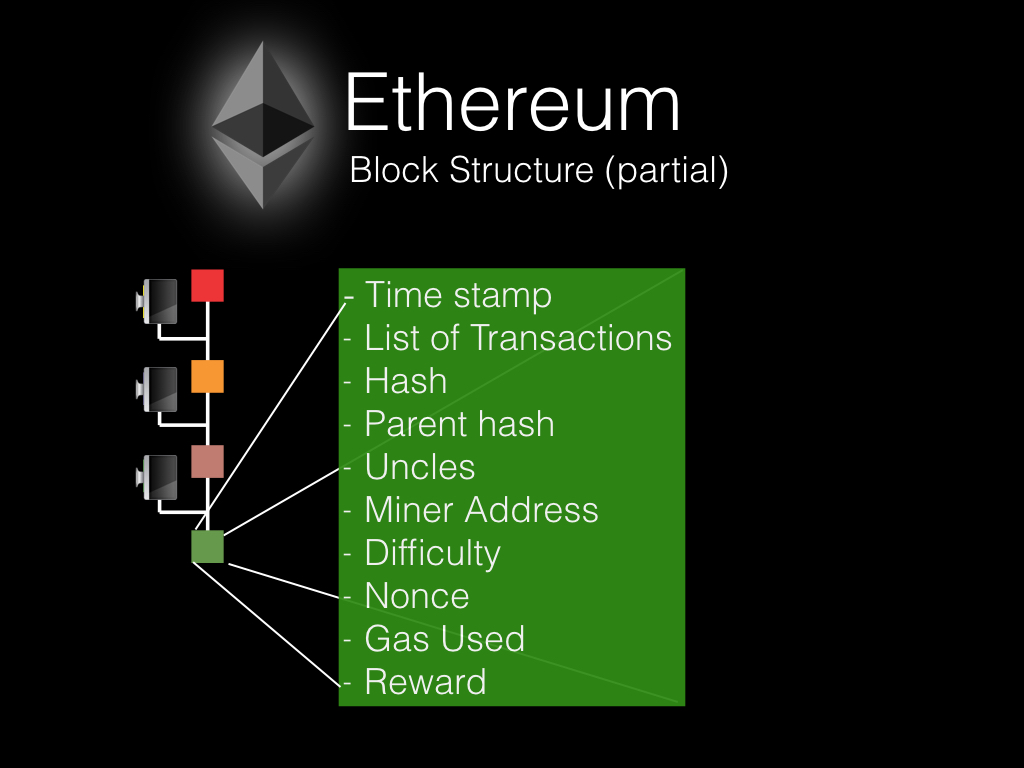 Ethereum
Block Structure (partial)
- Time stamp
- List of Transactions
- Hash
- Parent hash
- Uncles
- Miner Address
- Difficulty
- Nonce
- Gas Used
- Reward